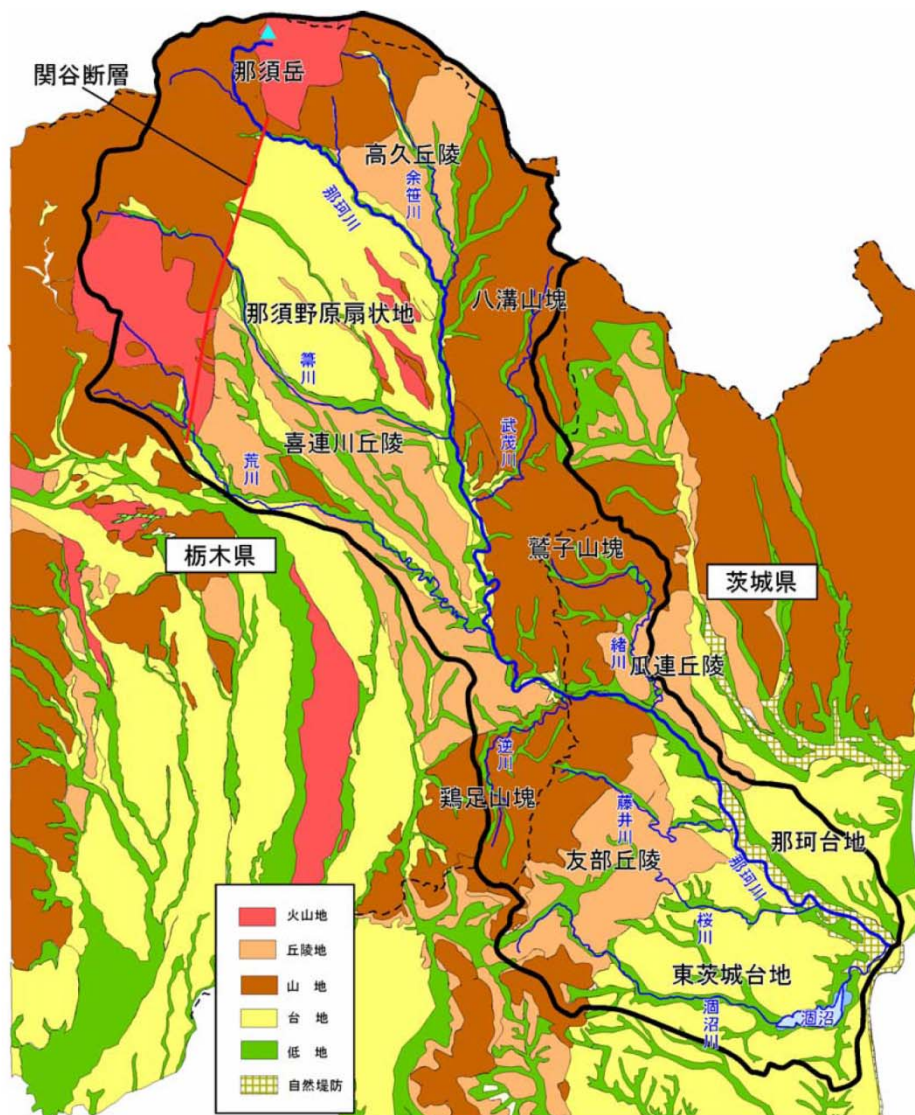 那須岳
関谷断層
高久丘陵
余笹川
那珂川
八溝山塊
那須野原扇状地
箒川
武茂川
喜連川丘陵
荒川
栃木県
鷲子山塊
茨城県
緒川
瓜連丘陵
逆川
鶏足山塊
藤井川
友部丘陵
那珂川
那珂台地
桜川
東茨城台地
涸沼川
涸沼
火山地
丘陵地
山 地
台 地
低 地
自然堤防